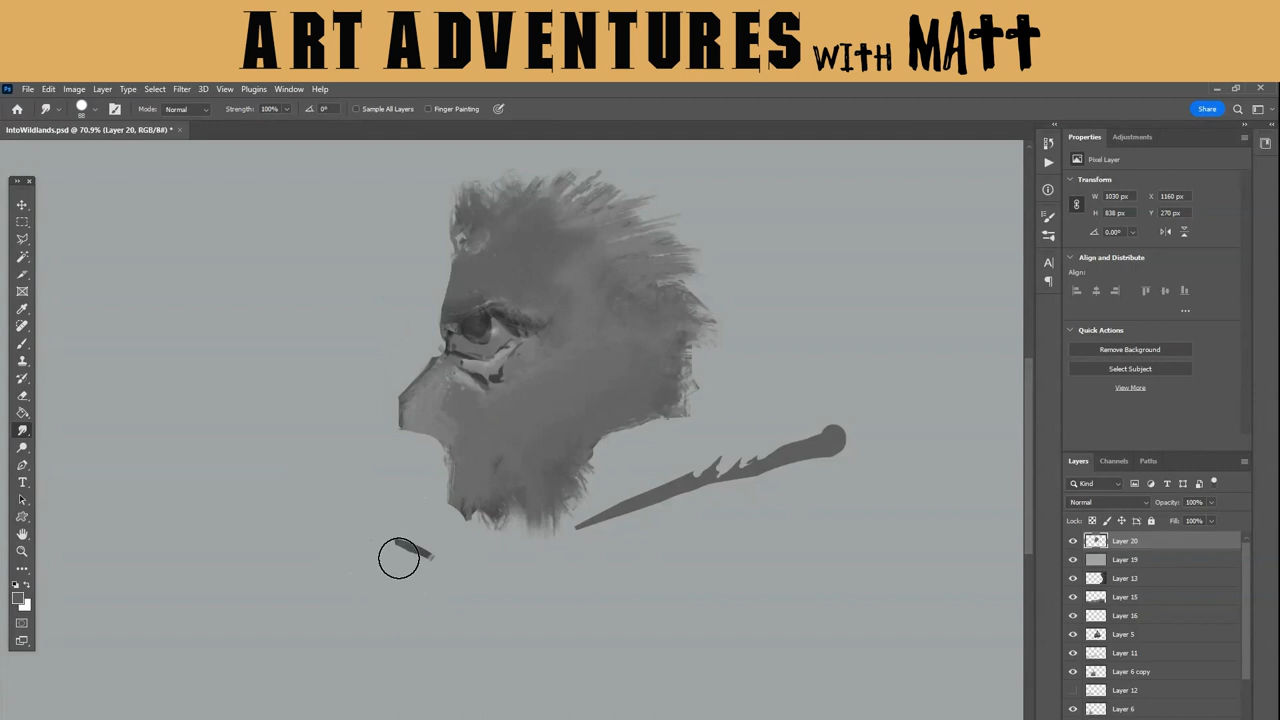 ART ADVENTURES WITH MATT
Ps File Edit Image Layer Type Select Filter 3D View Plugins Window Help
88 Mode: Normal Strength: 100% 0° Sample All Layers Finger Painting Share
IntoWildlands.psd @ 70.9% (Layer 20, RGB/8#) * ×
Properties Adjustments
Pixel Layer
Transform
W 1030 px X 1160 px
H 838 px Y 270 px
0.00°
Align and Distribute
Align:
Quick Actions
Remove Background
Select Subject
View More
Layers Channels Paths
Kind
Normal Opacity: 100%
Lock: Fill: 100%
Layer 20
Layer 19
Layer 13
Layer 15
Layer 16
Layer 5
Layer 11
Layer 6 copy
Layer 12
Layer 6